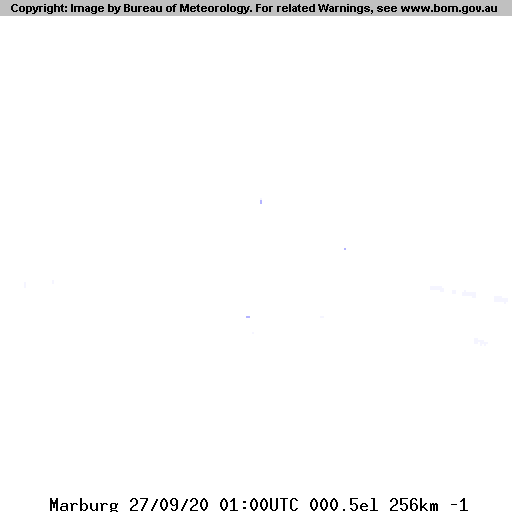 Copyright: Image by Bureau of Meteorology. For related Warnings, see www.bom.gov.au
Marburg 27/09/20 01:00UTC 000.5el 256km -1